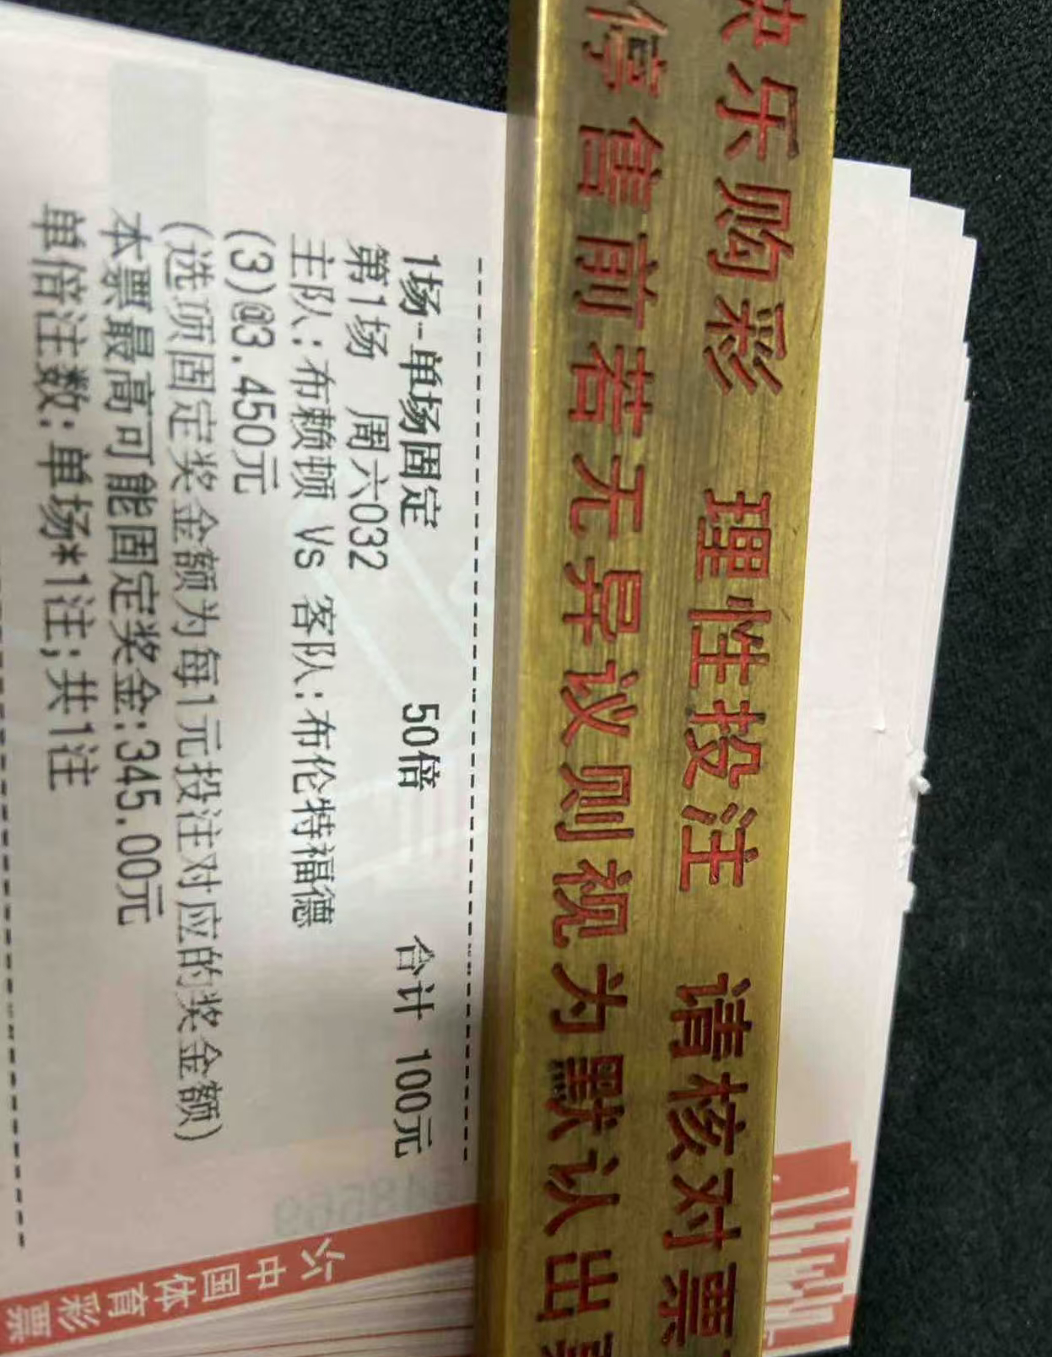 快乐购彩 理性投注 请核对票
停售前若无异议则视为默认出
1场-单场固定 50倍 合计 100元
第1场 周六032
主队:布赖顿 Vs 客队:布伦特福德
(3)@3.450元
(选项固定奖金额为每1元投注对应的奖金额)
本票最高可能固定奖金:345.00元
单倍注数:单场*1注;共1注
中国体育彩票